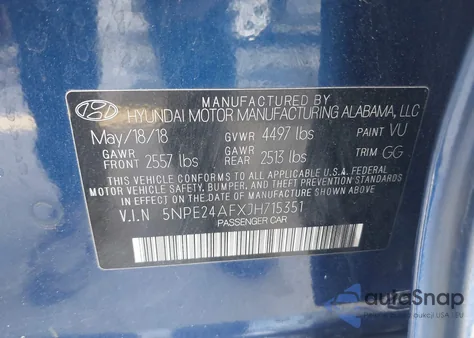 MANUFACTURED BY
HYUNDAI MOTOR MANUFACTURING ALABAMA, LLC
May/18/18 GVWR 4497 lbs PAINT VU
GAWR FRONT 2557 lbs GAWR REAR 2513 lbs TRIM GG
THIS VEHICLE CONFORMS TO ALL APPLICABLE U.S.A. FEDERAL
MOTOR VEHICLE SAFETY, BUMPER, AND THEFT PREVENTION STANDARDS
IN EFFECT ON THE DATE OF MANUFACTURE SHOWN ABOVE.
V.I.N 5NPE24AFXJH715351
PASSENGER CAR
autoSnap